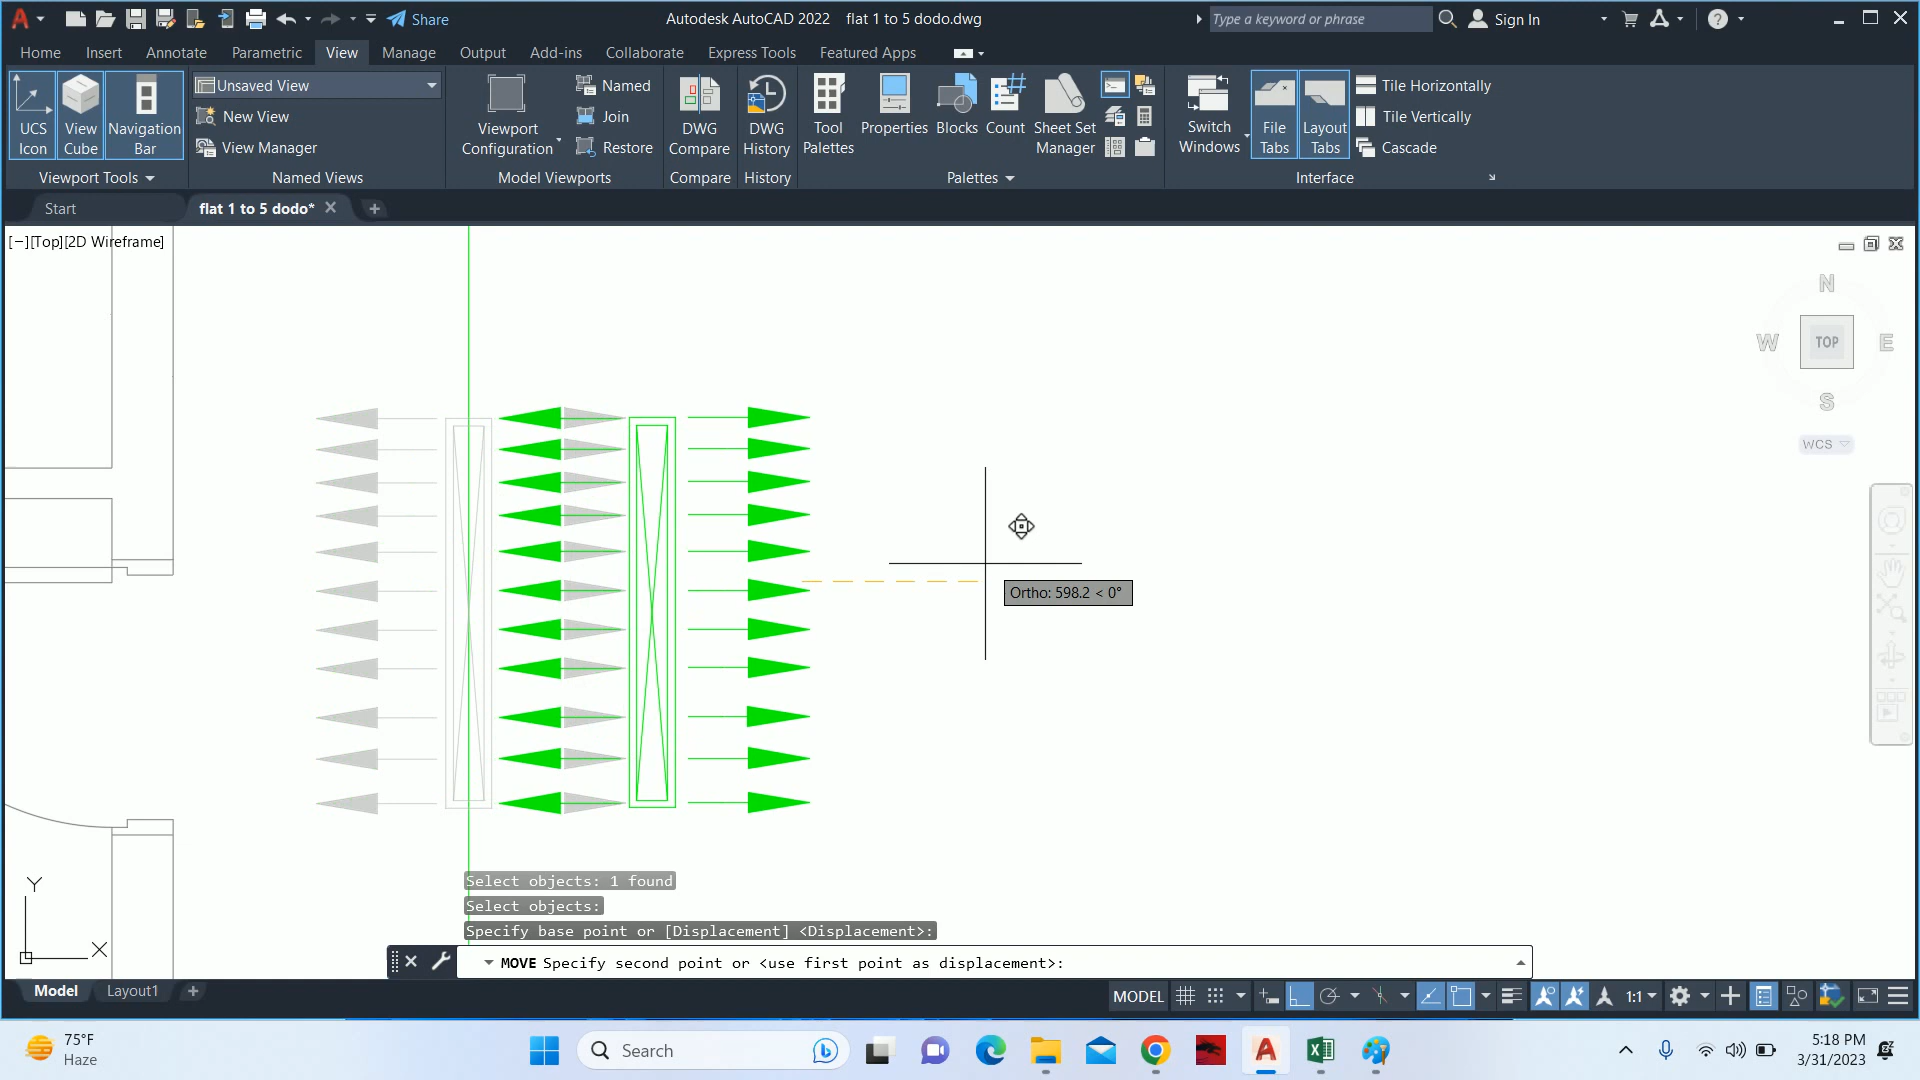 Share
Autodesk AutoCAD 2022 flat 1 to 5 dodo.dwg
Type a keyword or phrase
Sign In
Home Insert Annotate Parametric View Manage Output Add-ins Collaborate Express Tools Featured Apps
UCS Icon
View Cube
Navigation Bar
Viewport Tools
Unsaved View
New View
View Manager
Named Views
Viewport Configuration
Named
Join
Restore
Model Viewports
DWG Compare
Compare
DWG History
History
Tool Palettes
Properties
Blocks
Count
Sheet Set Manager
Palettes
Switch Windows
File Tabs
Layout Tabs
Tile Horizontally
Tile Vertically
Cascade
Interface
Start
flat 1 to 5 dodo*
[−][Top][2D Wireframe]
N
W TOP E
S
WCS
Ortho: 598.2 < 0°
Y
X
Select objects: 1 found
Select objects:
Specify base point or [Displacement] <Displacement>:
MOVE Specify second point or <use first point as displacement>:
Model Layout1
MODEL
1:1
75°F
Haze
Search
5:18 PM
3/31/2023